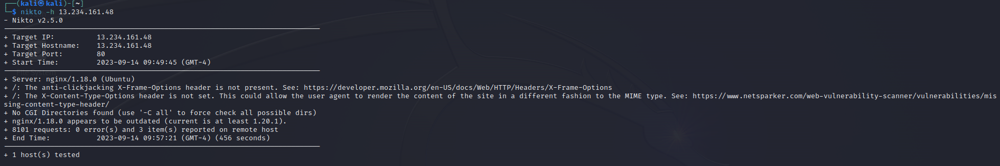 ┌──(kali㉿kali)-[~]
└─$ nikto -h 13.234.161.48
- Nikto v2.5.0
---------------------------------------------------------------------------
+ Target IP:          13.234.161.48
+ Target Hostname:    13.234.161.48
+ Target Port:        80
+ Start Time:         2023-09-14 09:49:45 (GMT-4)
---------------------------------------------------------------------------
+ Server: nginx/1.18.0 (Ubuntu)
+ /: The anti-clickjacking X-Frame-Options header is not present. See: https://developer.mozilla.org/en-US/docs/Web/HTTP/Headers/X-Frame-Options
+ /: The X-Content-Type-Options header is not set. This could allow the user agent to render the content of the site in a different fashion to the MIME type. See: https://www.netsparker.com/web-vulnerability-scanner/vulnerabilities/mis
sing-content-type-header/
+ No CGI Directories found (use '-C all' to force check all possible dirs)
+ nginx/1.18.0 appears to be outdated (current is at least 1.20.1).
+ 8101 requests: 0 error(s) and 3 item(s) reported on remote host
+ End Time:           2023-09-14 09:57:21 (GMT-4) (456 seconds)
---------------------------------------------------------------------------
+ 1 host(s) tested